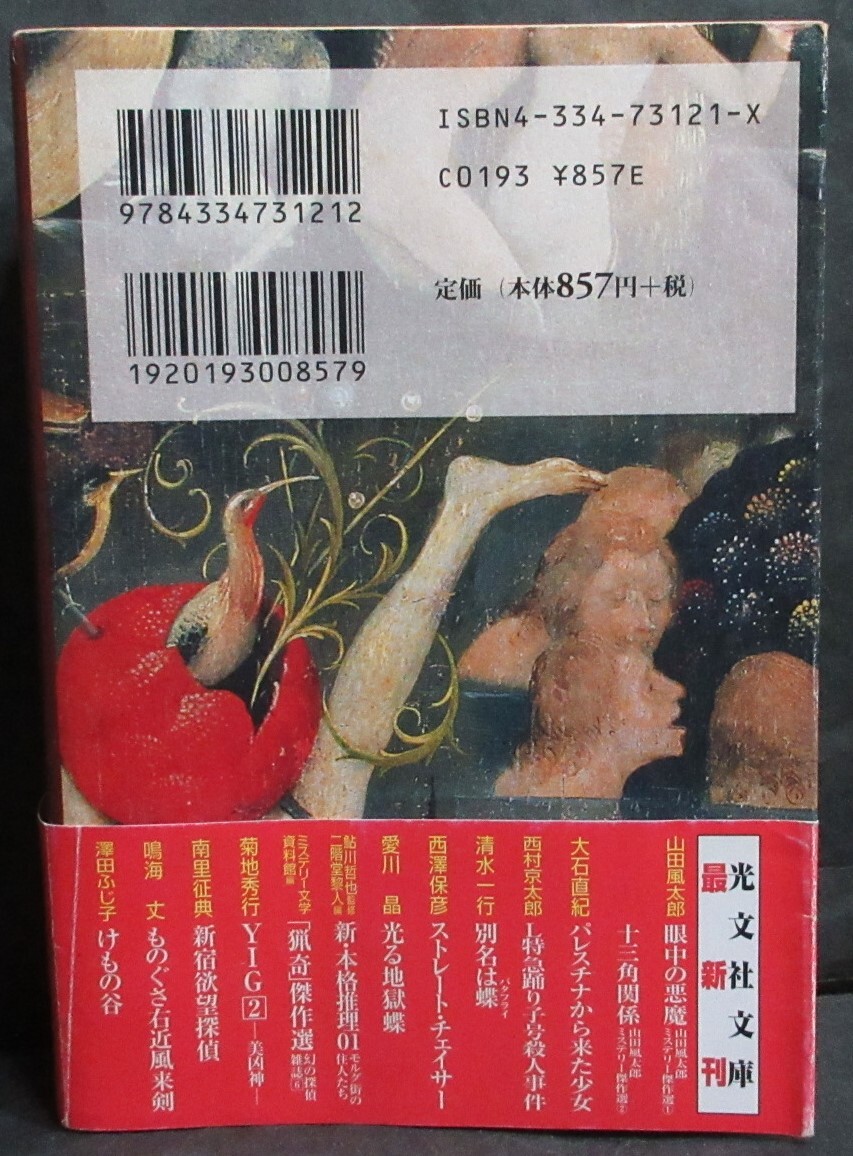 ISBN4-334-73121-X
C0193 ¥857E
9784334731212
定価（本体857円＋税）
1920193008579
光文社文庫
最新刊
山田風太郎 眼中の悪魔 山田風太郎ミステリー傑作選①
十三角関係 山田風太郎ミステリー傑作選②
大石直紀 パレスチナから来た少女
西村京太郎 L特急踊り子号殺人事件
清水一行 別名は蝶 バタフライ
西澤保彦 ストレート・チェイサー
愛川 晶 光る地獄蝶
鮎川哲也監修 二階堂黎人編 新・本格推理01 モルグ街の住人たち
ミステリー文学資料館編 「猟奇」傑作選 幻の探偵雑誌⑥
菊地秀行 YIG 2 ―美凶神―
南里征典 新宿欲望探偵
鳴海 丈 ものぐさ右近風来剣
澤田ふじ子 けもの谷